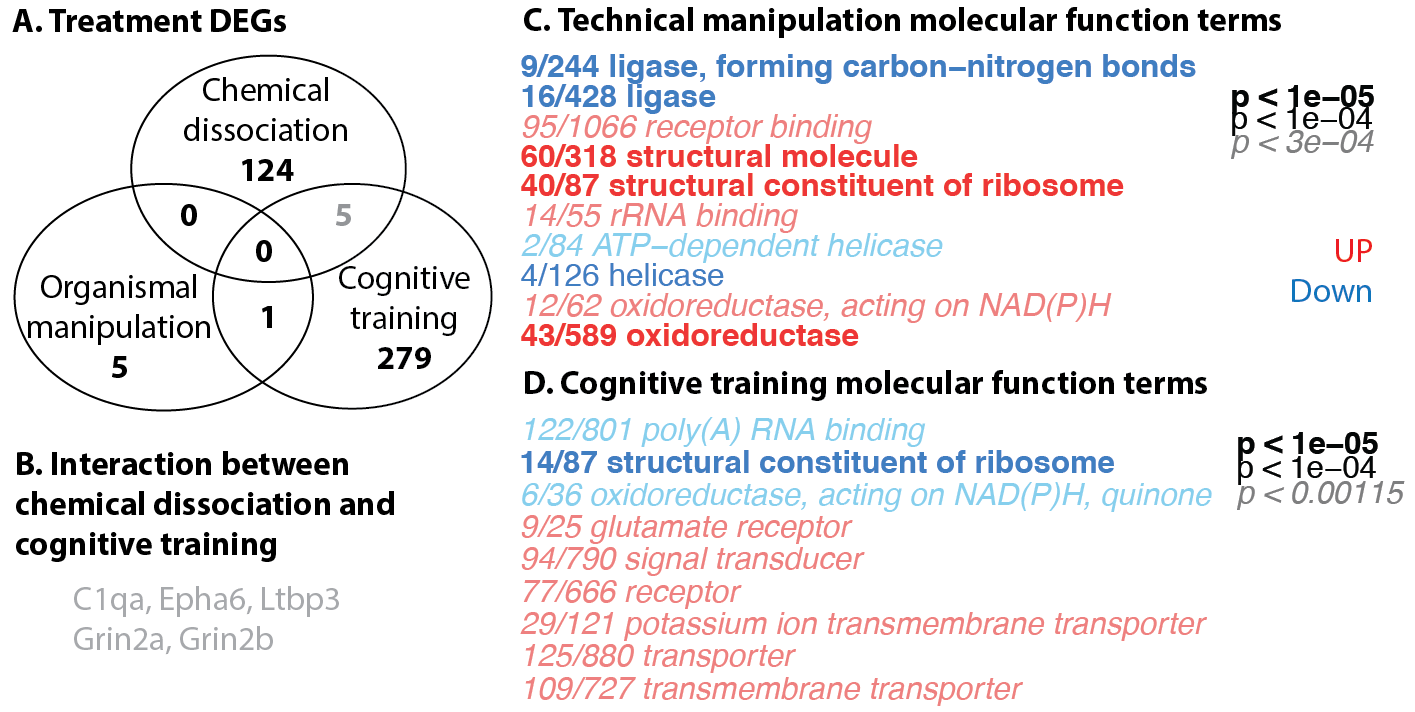 A. Treatment DEGs
Chemical
dissociation
124
0
5
0
Organismal
manipulation
5
1
Cognitive
training
279
B. Interaction between
chemical dissociation and
cognitive training
C1qa, Epha6, Ltbp3
Grin2a, Grin2b
C. Technical manipulation molecular function terms
9/244 ligase, forming carbon−nitrogen bonds
16/428 ligase
95/1066 receptor binding
60/318 structural molecule
40/87 structural constituent of ribosome
14/55 rRNA binding
2/84 ATP−dependent helicase
4/126 helicase
12/62 oxidoreductase, acting on NAD(P)H
43/589 oxidoreductase
p < 1e−05
p < 1e−04
p < 3e−04
UP
Down
D. Cognitive training molecular function terms
122/801 poly(A) RNA binding
14/87 structural constituent of ribosome
6/36 oxidoreductase, acting on NAD(P)H, quinone
9/25 glutamate receptor
94/790 signal transducer
77/666 receptor
29/121 potassium ion transmembrane transporter
125/880 transporter
109/727 transmembrane transporter
p < 1e−05
p < 1e−04
p < 0.00115